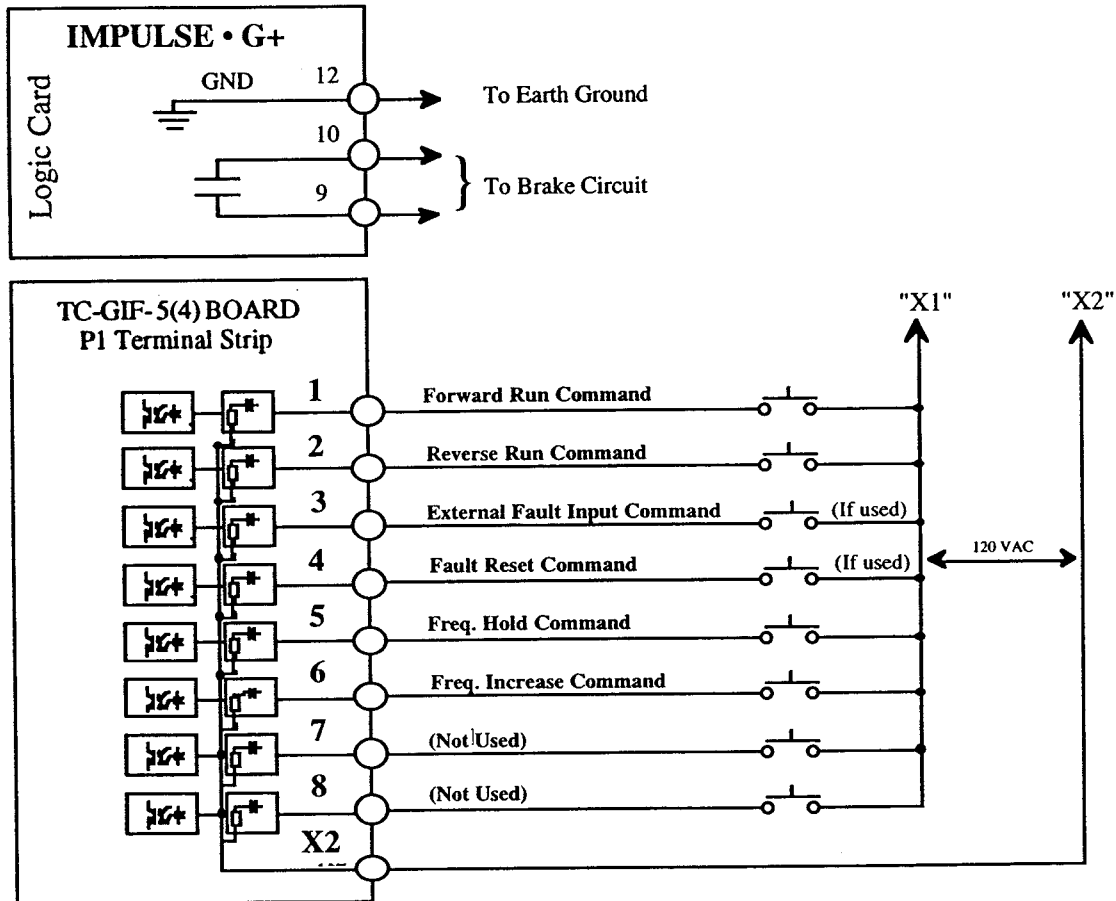 IMPULSE • G+
Logic Card
GND
12
To Earth Ground
10
9
To Brake Circuit
TC-GIF-5(4) BOARD
P1 Terminal Strip
"X1"
"X2"
1
Forward Run Command
2
Reverse Run Command
3
External Fault Input Command
(If used)
120 VAC
4
Fault Reset Command
(If used)
5
Freq. Hold Command
6
Freq. Increase Command
7
(Not Used)
8
(Not Used)
X2